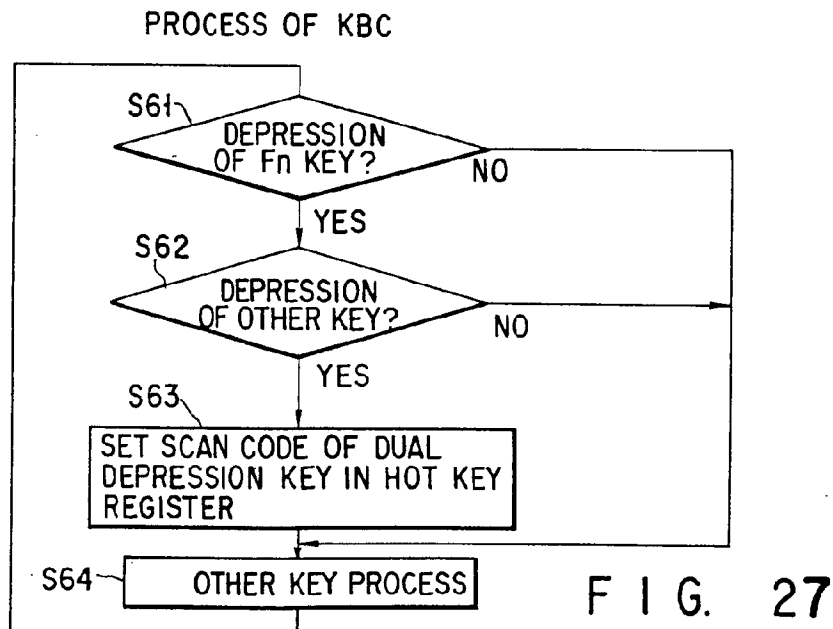 PROCESS OF KBC
S61
DEPRESSION
OF Fn KEY?
NO
YES
S62
DEPRESSION
OF OTHER KEY?
NO
YES
S63
SET SCAN CODE OF DUAL
DEPRESSION KEY IN HOT KEY
REGISTER
S64
OTHER KEY PROCESS
FIG. 27